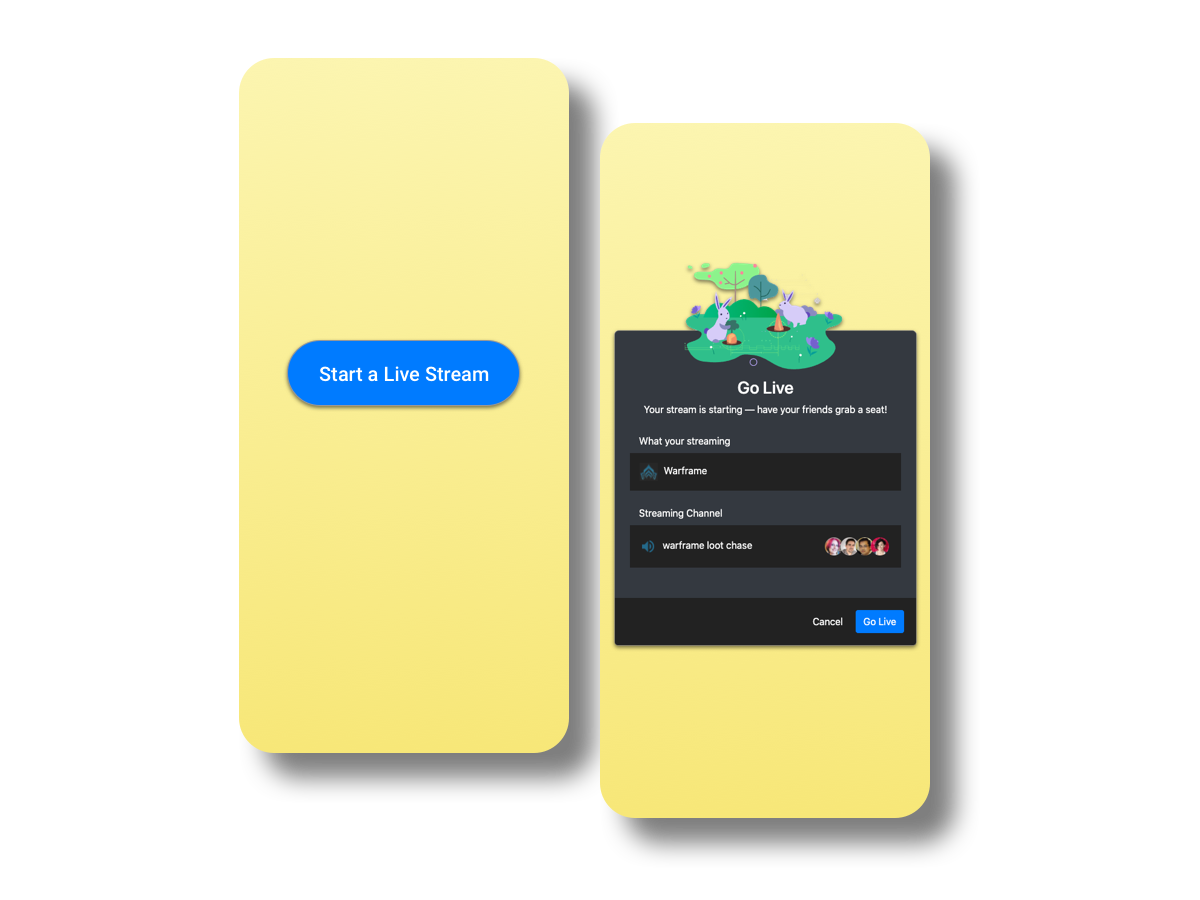 Start a Live Stream
Go Live
Your stream is starting — have your friends grab a seat!
What your streaming
Warframe
Streaming Channel
warframe loot chase
Cancel
Go Live